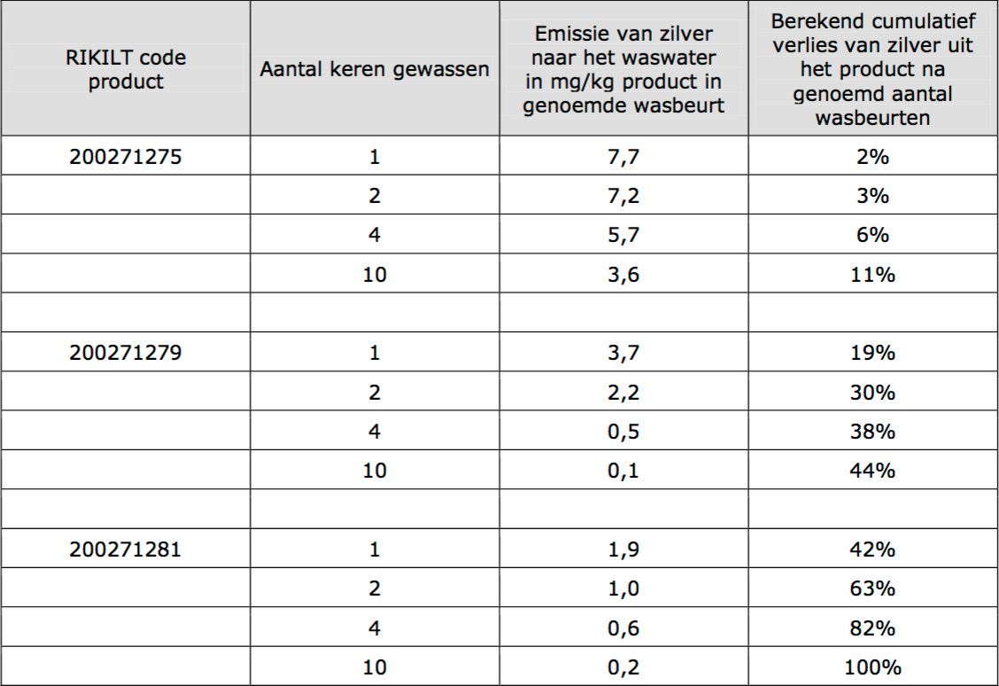 RIKILT code
product
Aantal keren gewassen
Emissie van zilver
naar het waswater
in mg/kg product in
genoemde wasbeurt
Berekend cumulatief
verlies van zilver uit
het product na
genoemd aantal
wasbeurten
200271275 1 7,7 2%
2 7,2 3%
4 5,7 6%
10 3,6 11%
200271279 1 3,7 19%
2 2,2 30%
4 0,5 38%
10 0,1 44%
200271281 1 1,9 42%
2 1,0 63%
4 0,6 82%
10 0,2 100%